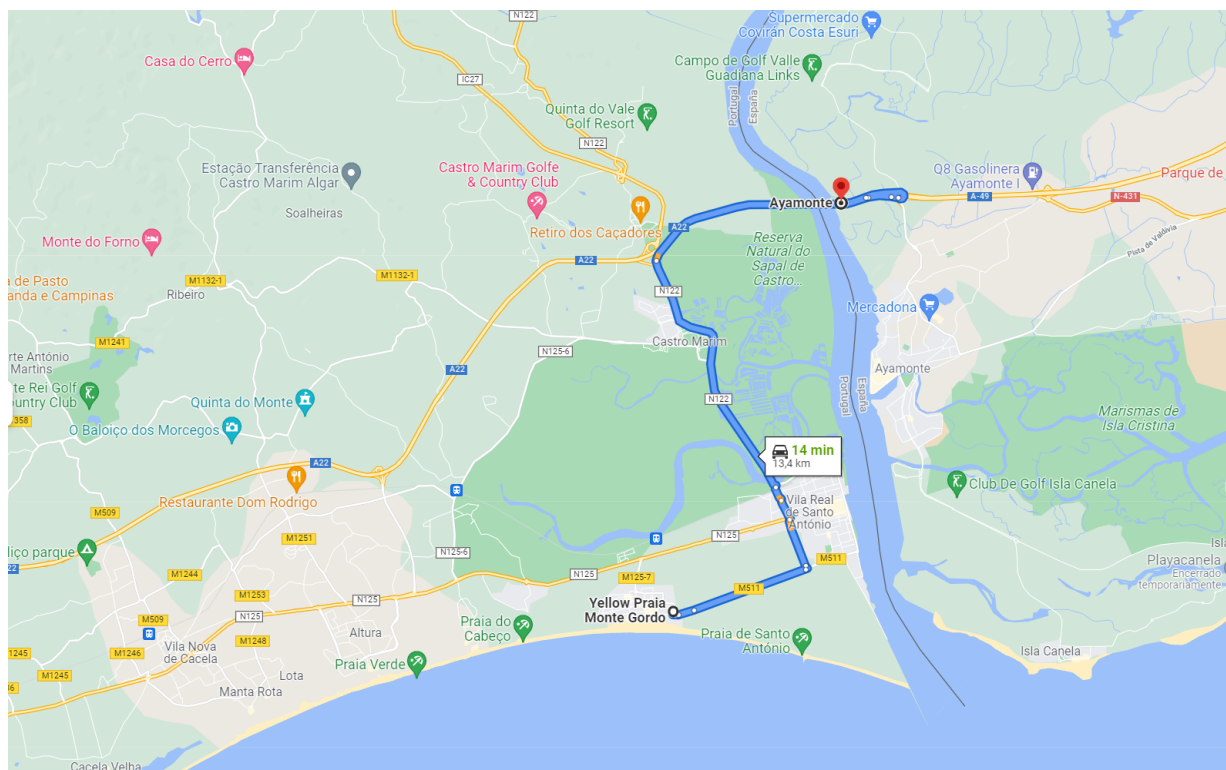 N122
Supermercado
Covirán Costa Esuri
Casa do Cerro
Campo de Golf Valle
Guadiana Links
IC27
Portugal
España
Quinta do Vale
Golf Resort
N122
Estação Transferência
Castro Marim Algar
Castro Marim Golfe
& Country Club
Q8 Gasolinera
Ayamonte I
Parque de
Soalheiras
Ayamonte
A-49
N-431
Retiro dos Caçadores
A22
Monte do Forno
Reserva
Natural do
Sapal de
Castro...
Pista de Valdivia
A22
M1132-1
M1132-1
a de Pasto
anda e Campinas
Ribeiro
N122
Mercadona
Castro Marim
M1241
N125-6
rte António
Martins
A22
Ayamonte
te Rei Golf
ountry Club
Portugal
España
N122
Quinta do Monte
358
Marismas de
Isla Cristina
O Baloiço dos Morcegos
14 min
13,4 km
A22
Restaurante Dom Rodrigo
Club De Golf Isla Canela
Vila Real
de Santo
António
M509
M1251
N125
liço parque
N125-6
M511
Isla
Playacanela
Encerrado
temporariamente
22
M1244
N125
M125-7
M511
M1253
N125
Yellow Praia
Monte Gordo
N125
M509
M1248
Altura
Praia do
Cabeço
Praia de Santo
António
Vila Nova
de Cacela
1245
M1246
Isla Canela
Praia Verde
M1245
Lota
Manta Rota
Cacela Velha